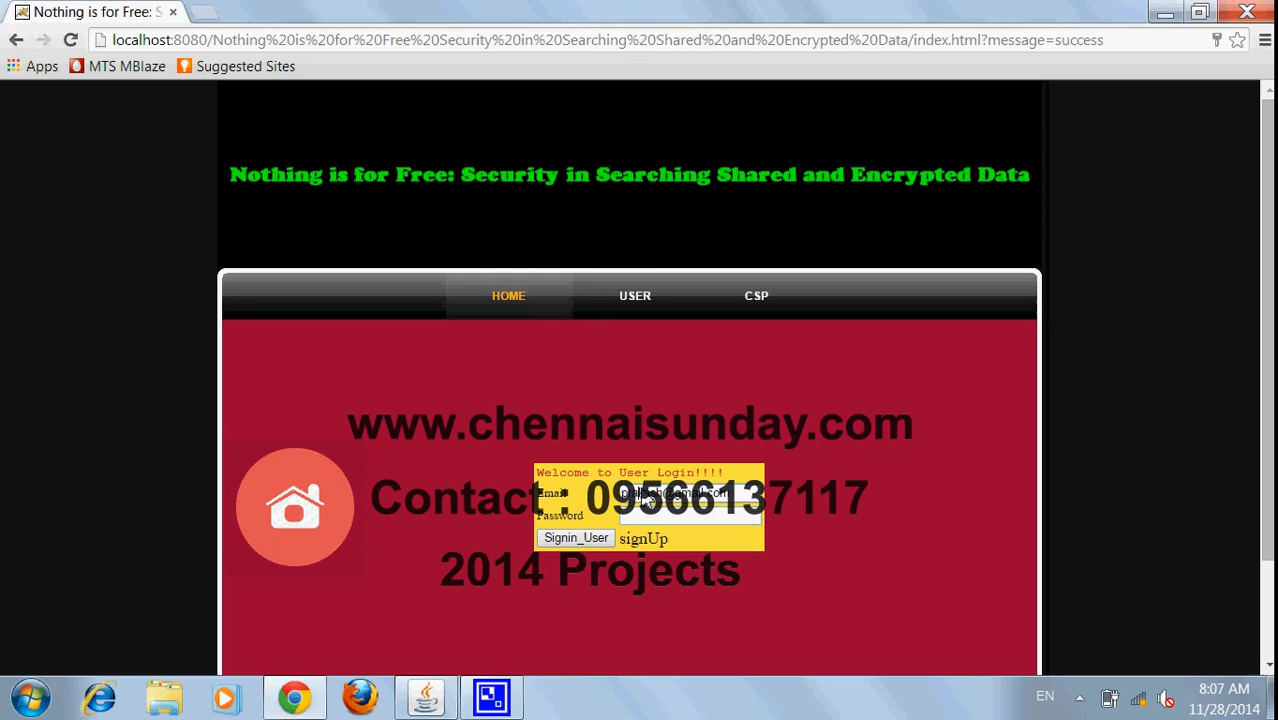 Nothing is for Free: S
localhost:8080/Nothing%20is%20for%20Free%20Security%20in%20Searching%20Shared%20and%20Encrypted%20Data/index.html?message=success
Apps MTS MBlaze Suggested Sites
Nothing is for Free: Security in Searching Shared and Encrypted Data
HOME USER CSP
www.chennaisunday.com
Welcome to User Login!!!!
Email
Contact : 09566137117
Password
Signin_User signUp
2014 Projects
EN
8:07 AM
11/28/2014